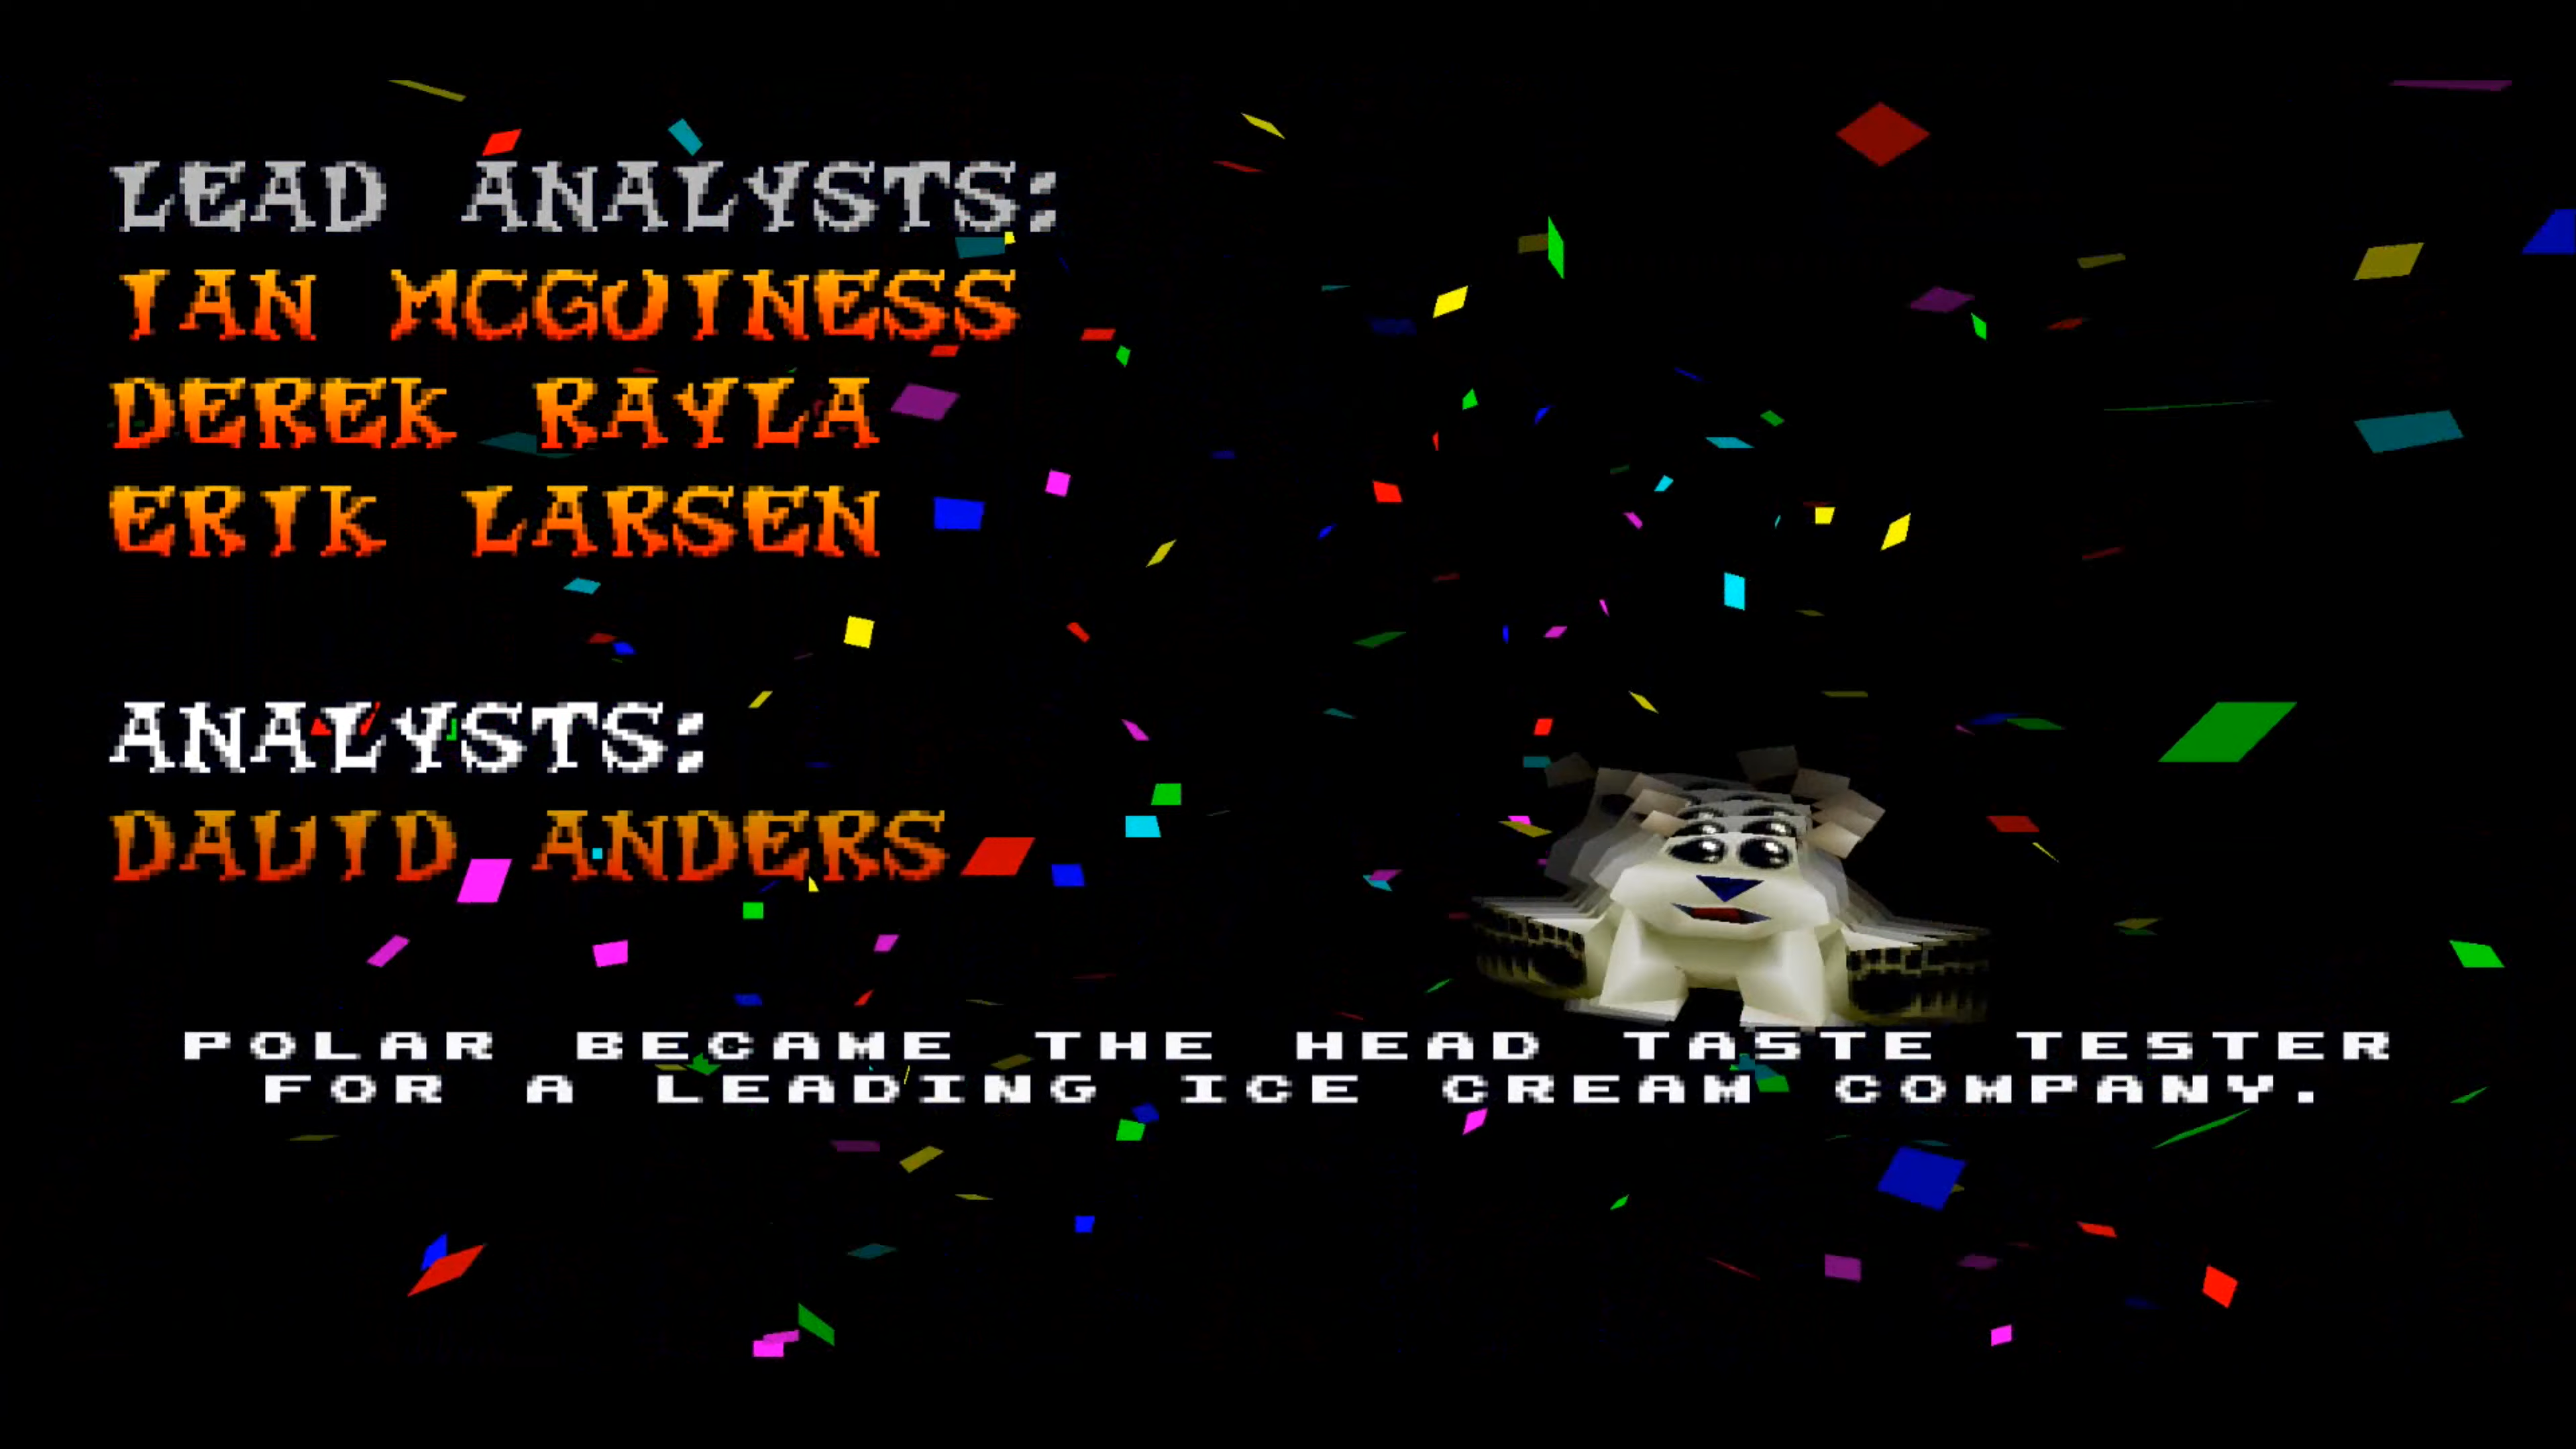 LEAD ANALYSTS:
IAN MCGUINESS
DEREK RAYLA
ERIK LARSEN
ANALYSTS:
DAVID ANDERS
POLAR BECAME THE HEAD TASTE TESTER
FOR A LEADING ICE CREAM COMPANY.